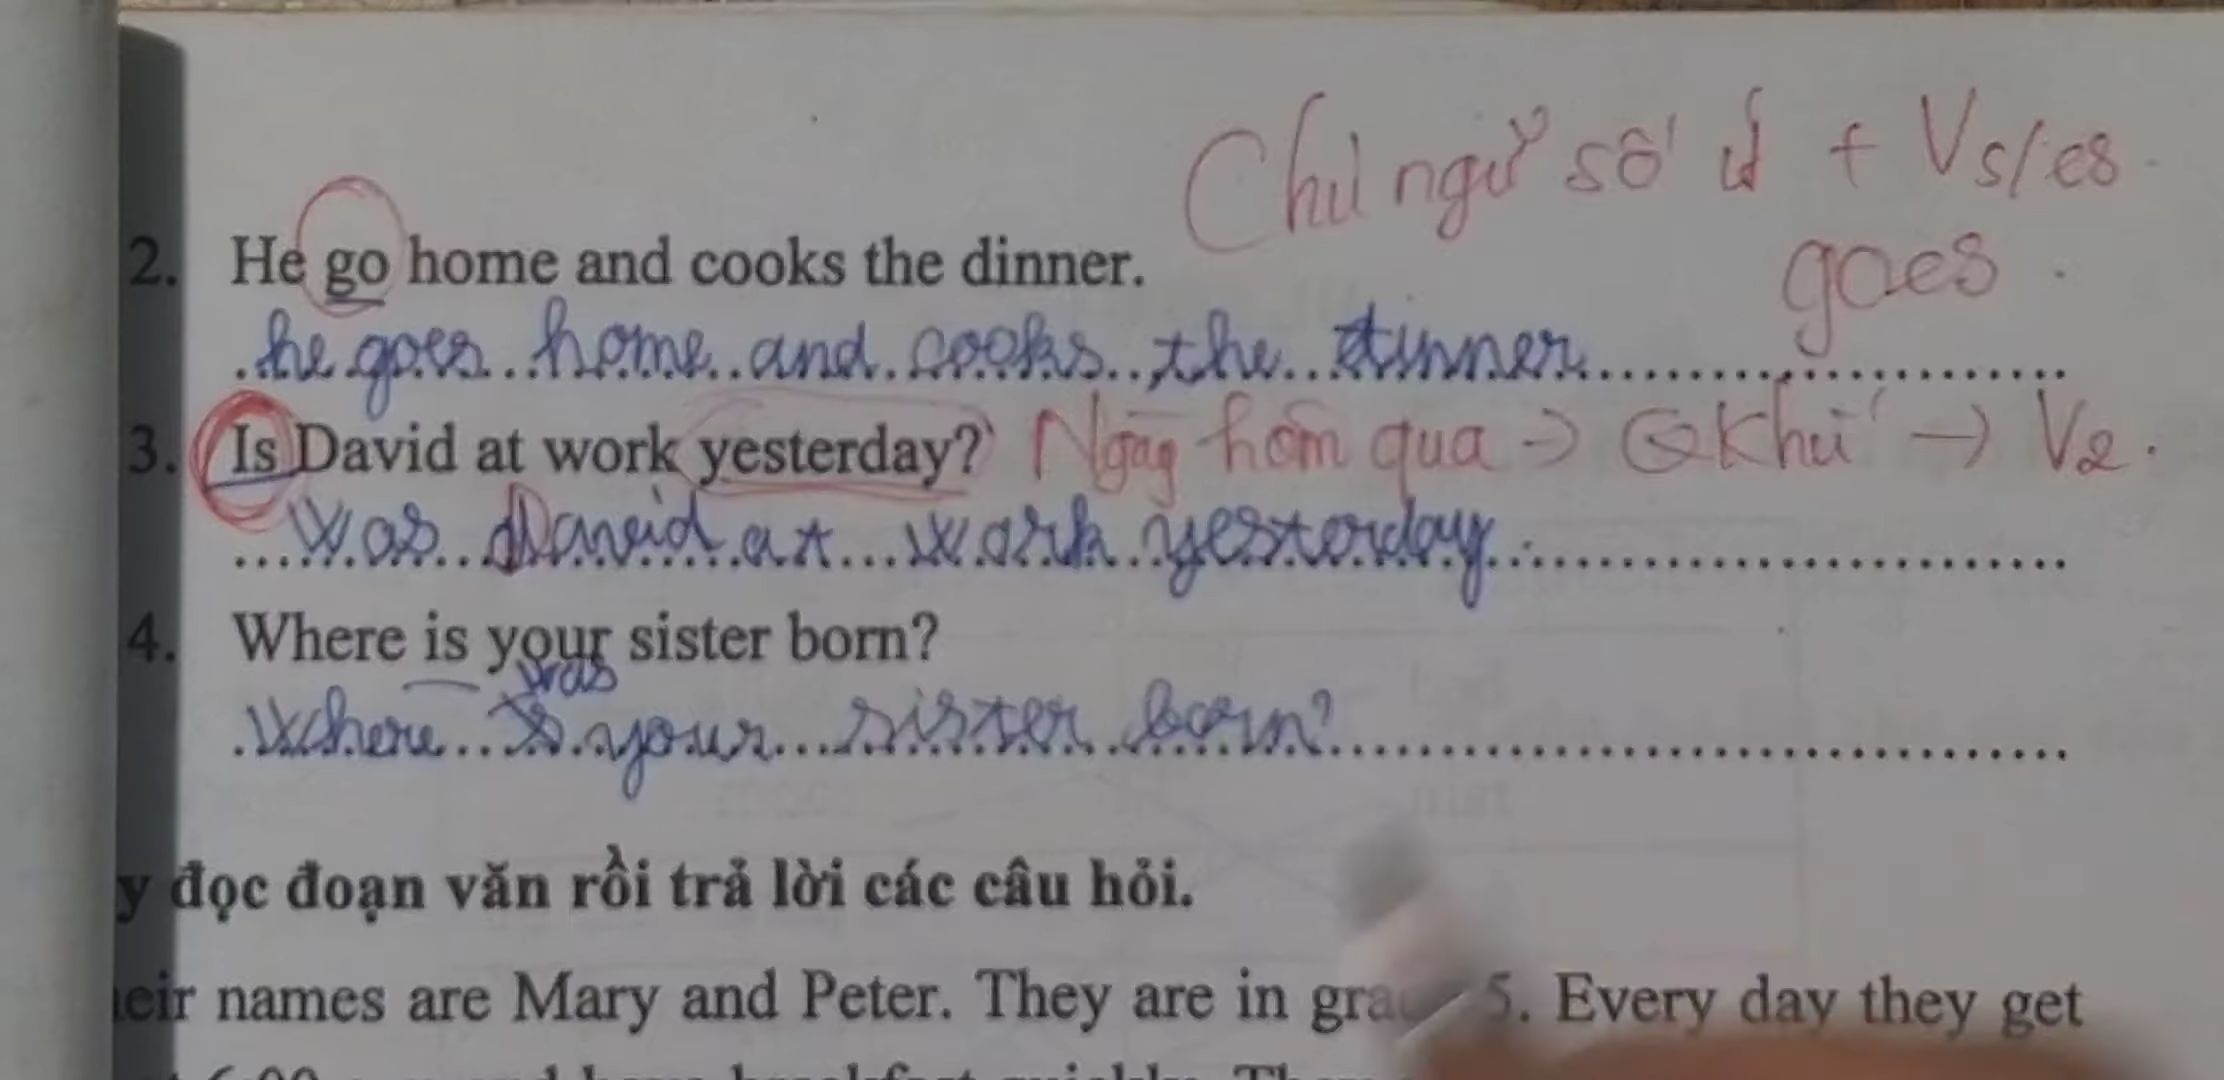 Chủ ngữ số ít + Vs/es
2. He go home and cooks the dinner.
goes.
he goes home and cooks the dinner
3. Is David at work yesterday? Ngày hôm qua → QKhứ → V2.
Was David at work yesterday
4. Where is your sister born?
was
Where is your sister born?
y đọc đoạn văn rồi trả lời các câu hỏi.
eir names are Mary and Peter. They are in gra 5. Every day they get
6:00